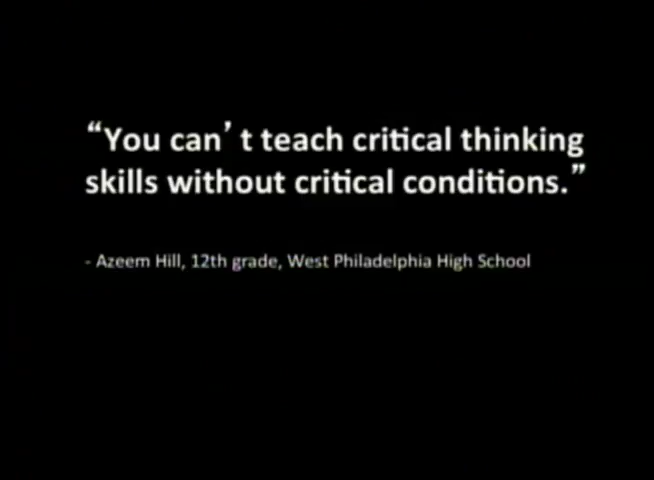 “You can’ t teach critical thinking
skills without critical conditions.”
- Azeem Hill, 12th grade, West Philadelphia High School